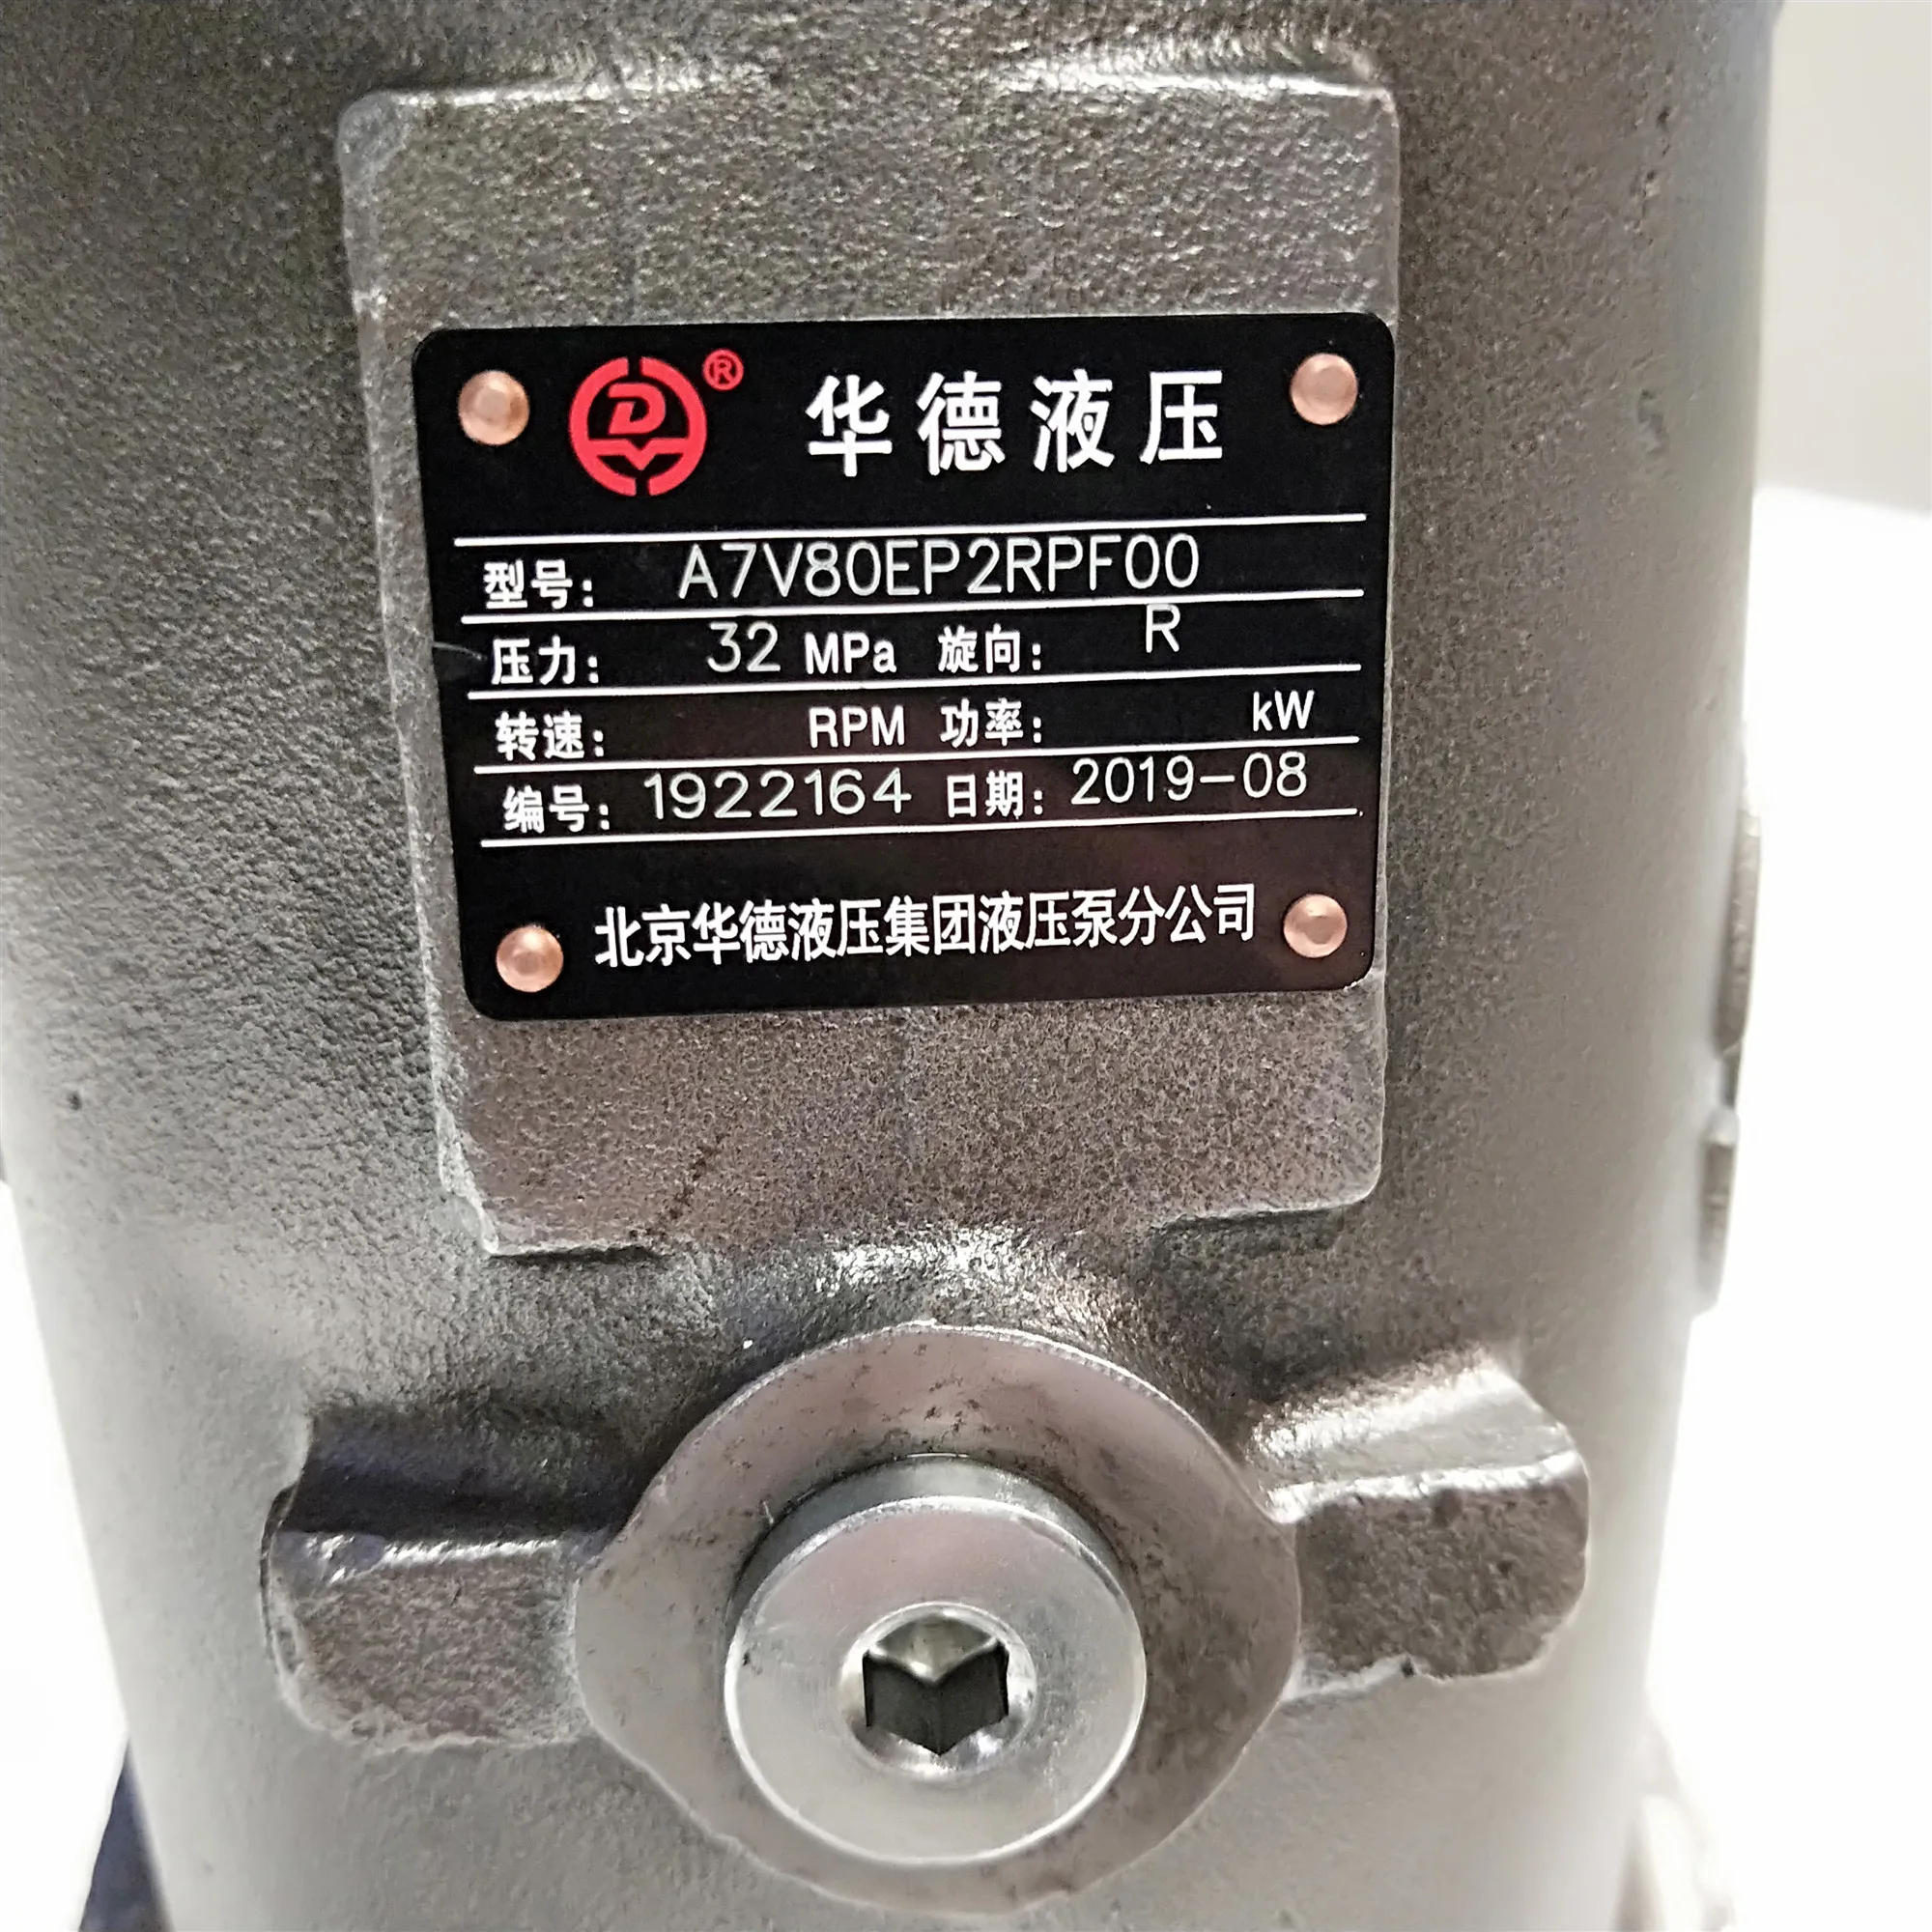 D ® 华德液压
型号： A7V80EP2RPF00
压力： 32 MPa 旋向： R
转速： RPM 功率： kW
编号： 1922164 日期： 2019-08
北京华德液压集团液压泵分公司